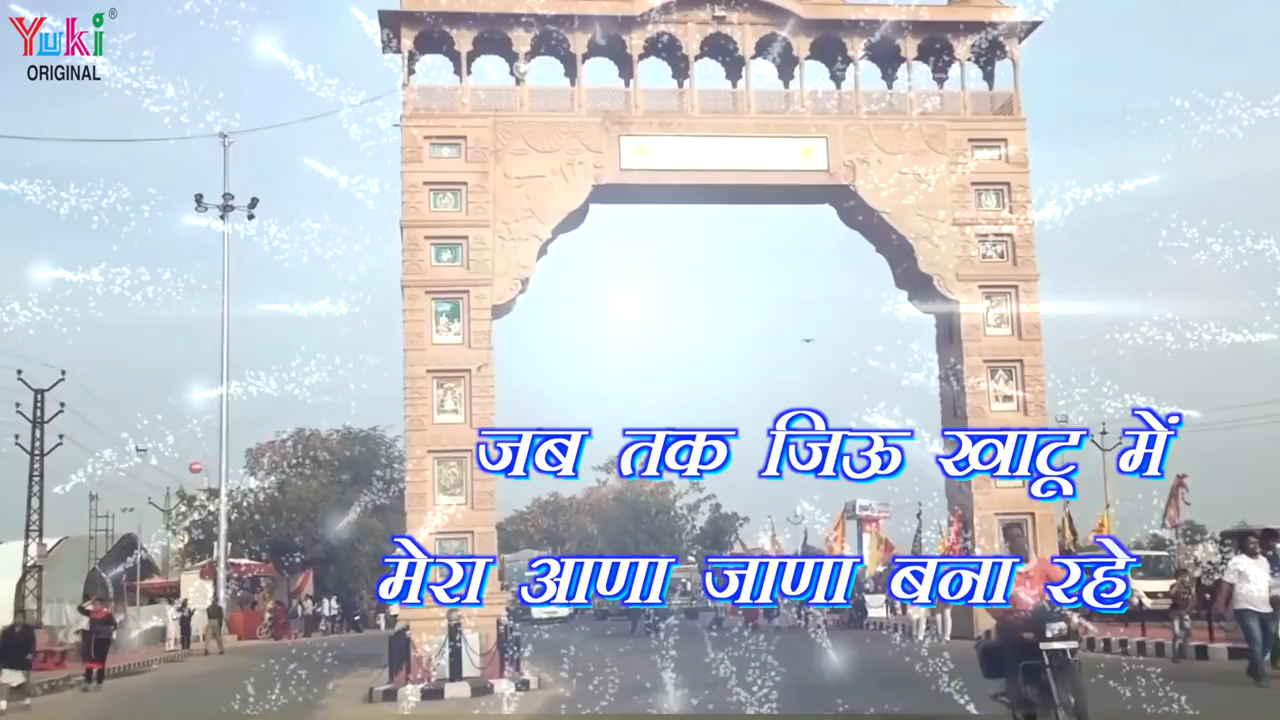 Yuki®
ORIGINAL
जब तक जिऊ खाटू में
मेरा आणा जाणा बना रहे